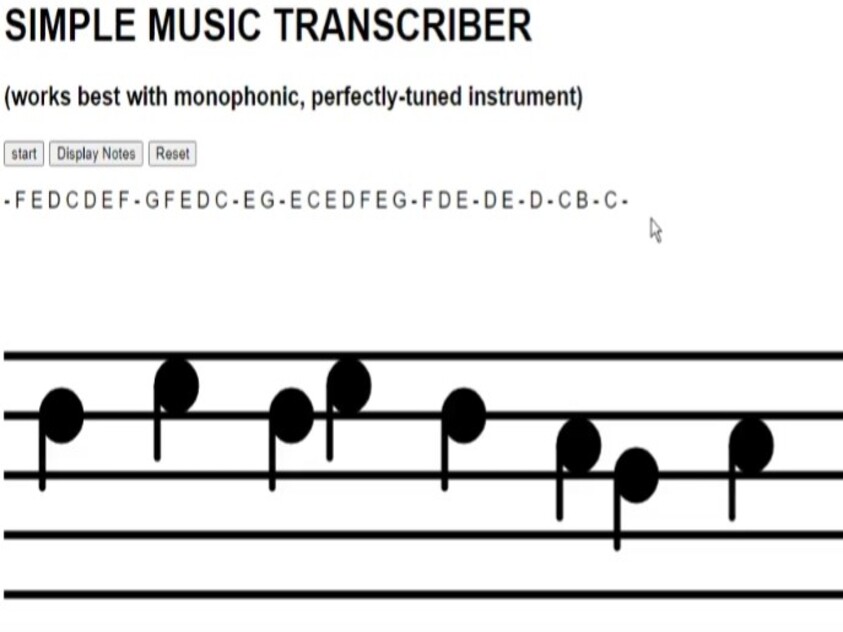 SIMPLE MUSIC TRANSCRIBER
(works best with monophonic, perfectly-tuned instrument)
start Display Notes Reset
- F E D C D E F - G F E D C - E G - E C E D F E G - F D E - D E - D - C B - C -